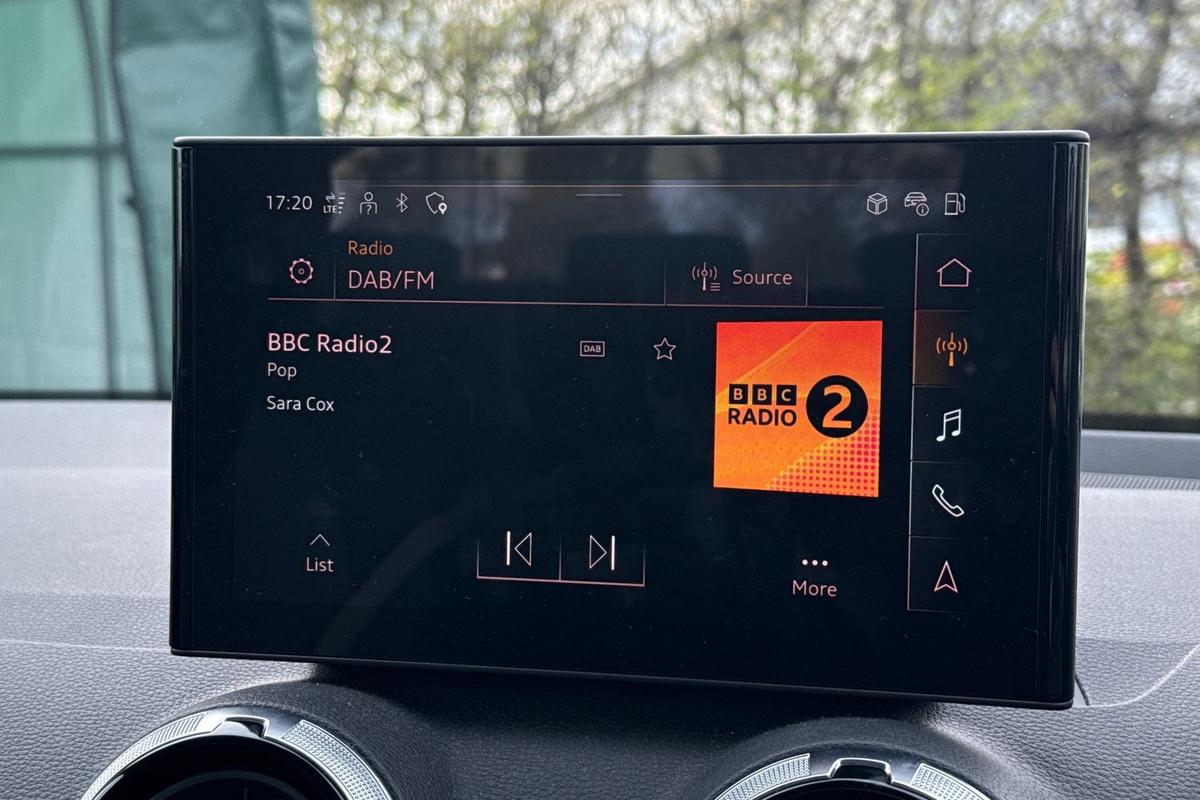 17:20 LTE
Radio
DAB/FM
Source
BBC Radio2
DAB
Pop
Sara Cox
BBC
RADIO 2
List
More